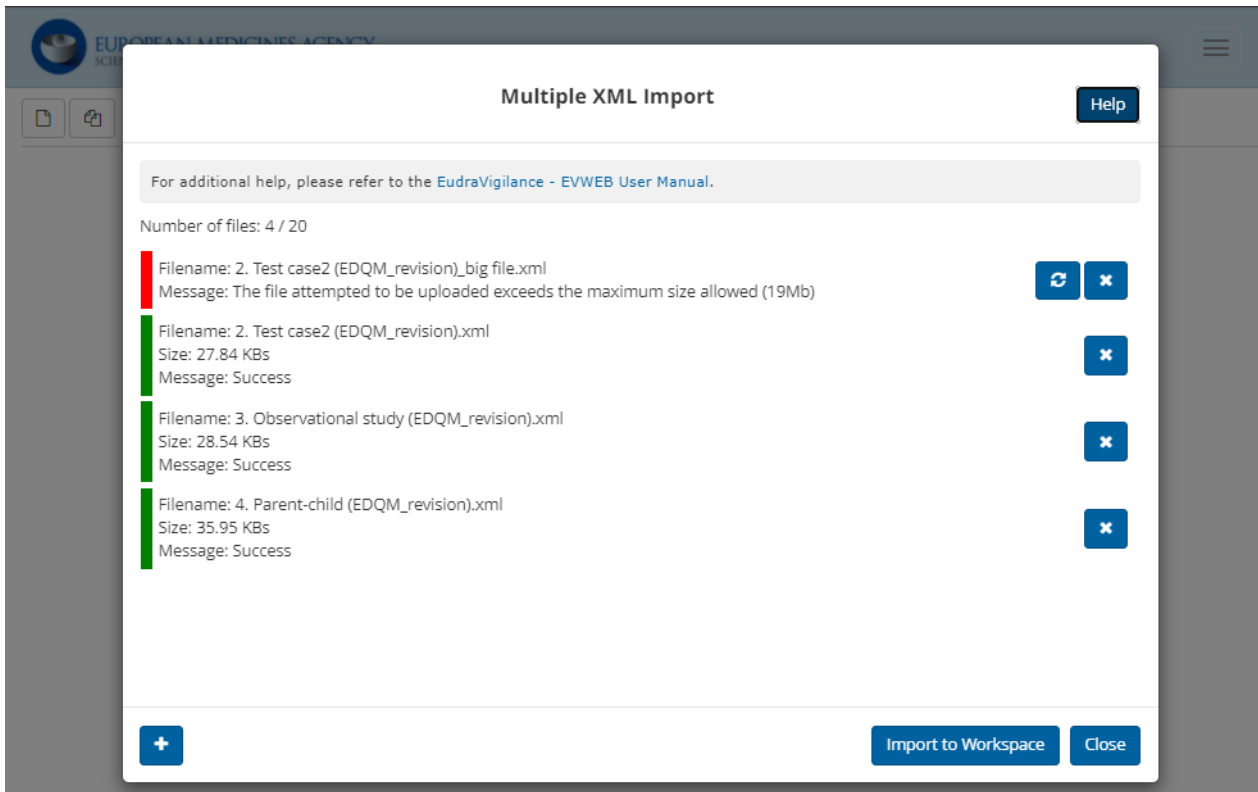 EUROPEAN MEDICINES AGENCY
Multiple XML Import
Help
For additional help, please refer to the EudraVigilance - EVWEB User Manual.
Number of files: 4 / 20
Filename: 2. Test case2 (EDQM_revision)_big file.xml
Message: The file attempted to be uploaded exceeds the maximum size allowed (19Mb)
Filename: 2. Test case2 (EDQM_revision).xml
Size: 27.84 KBs
Message: Success
Filename: 3. Observational study (EDQM_revision).xml
Size: 28.54 KBs
Message: Success
Filename: 4. Parent-child (EDQM_revision).xml
Size: 35.95 KBs
Message: Success
Import to Workspace
Close